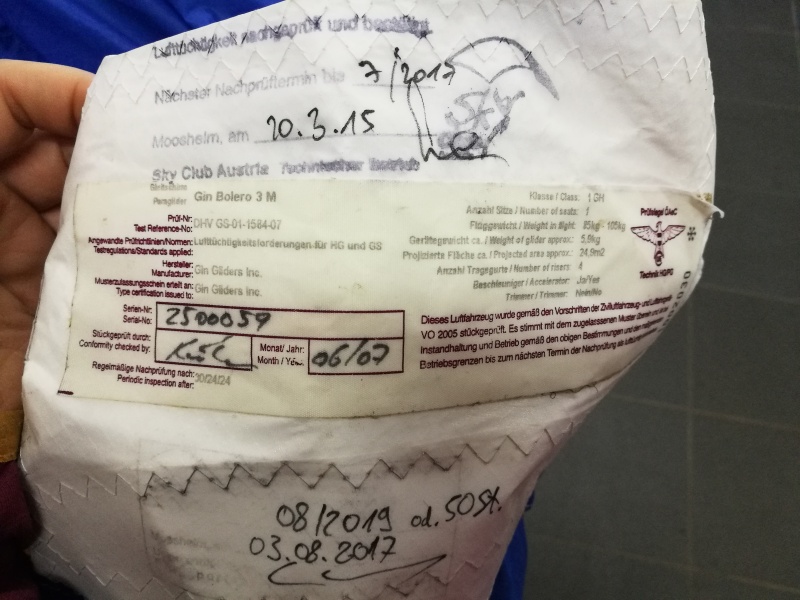 Lufttüchtigkeit nachgeprüft und bestätigt
Nächster Nachprüftermin bis 7/2017
Moosheim, am 20.3.15
Sky Club Austria Technischer Betrieb
Paraglider Gin Bolero 3 M
Prüf-Nr:
Test Reference-No: DHV GS-01-1584-07
Angewandte Prüfrichtlinien/Normen: Lufttüchtigkeitsforderungen für HG und GS
Testregulations/Standards applied:
Hersteller:
Manufacturer: Gin Gliders Inc.
Musterzulassungsschein erteilt an:
Type certification issued to: Gin Gliders Inc.
Serien-Nr:
Serial-No: 2500059
Stückgeprüft durch:
Conformity checked by:
Monat/ Jahr:
Month / Year: 06/07
Regelmäßige Nachprüfung nach:
Periodic inspection after: 30/24/24
Klasse / Class: 1 GH
Anzahl Sitze / Number of seats: 1
Fluggewicht / Weight in flight: 85kg - 105kg
Gerätegewicht ca. / Weight of glider approx.: 5,9kg
Projizierte Fläche ca. / Projected area approx.: 24,9m2
Anzahl Tragegurte / Number of risers: 4
Beschleuniger / Accelerator: Ja/Yes
Trimmer / Trimmer: Nein/No
Prüfsiegel ÖAeC
Technik HG/PG
Dieses Luftfahrzeug wurde gemäß den Vorschriften der Zivilluftfahrzeug- und Luftfahrtgerät-
VO 2005 stückgeprüft. Es stimmt mit dem zugelassenen Muster überein und
Instandhaltung und Betrieb gemäß den obigen Bestimmungen
Betriebsgrenzen bis zum nächsten Termin der Nachprüfung als
08/2019 od. 50St.
03.08.2017